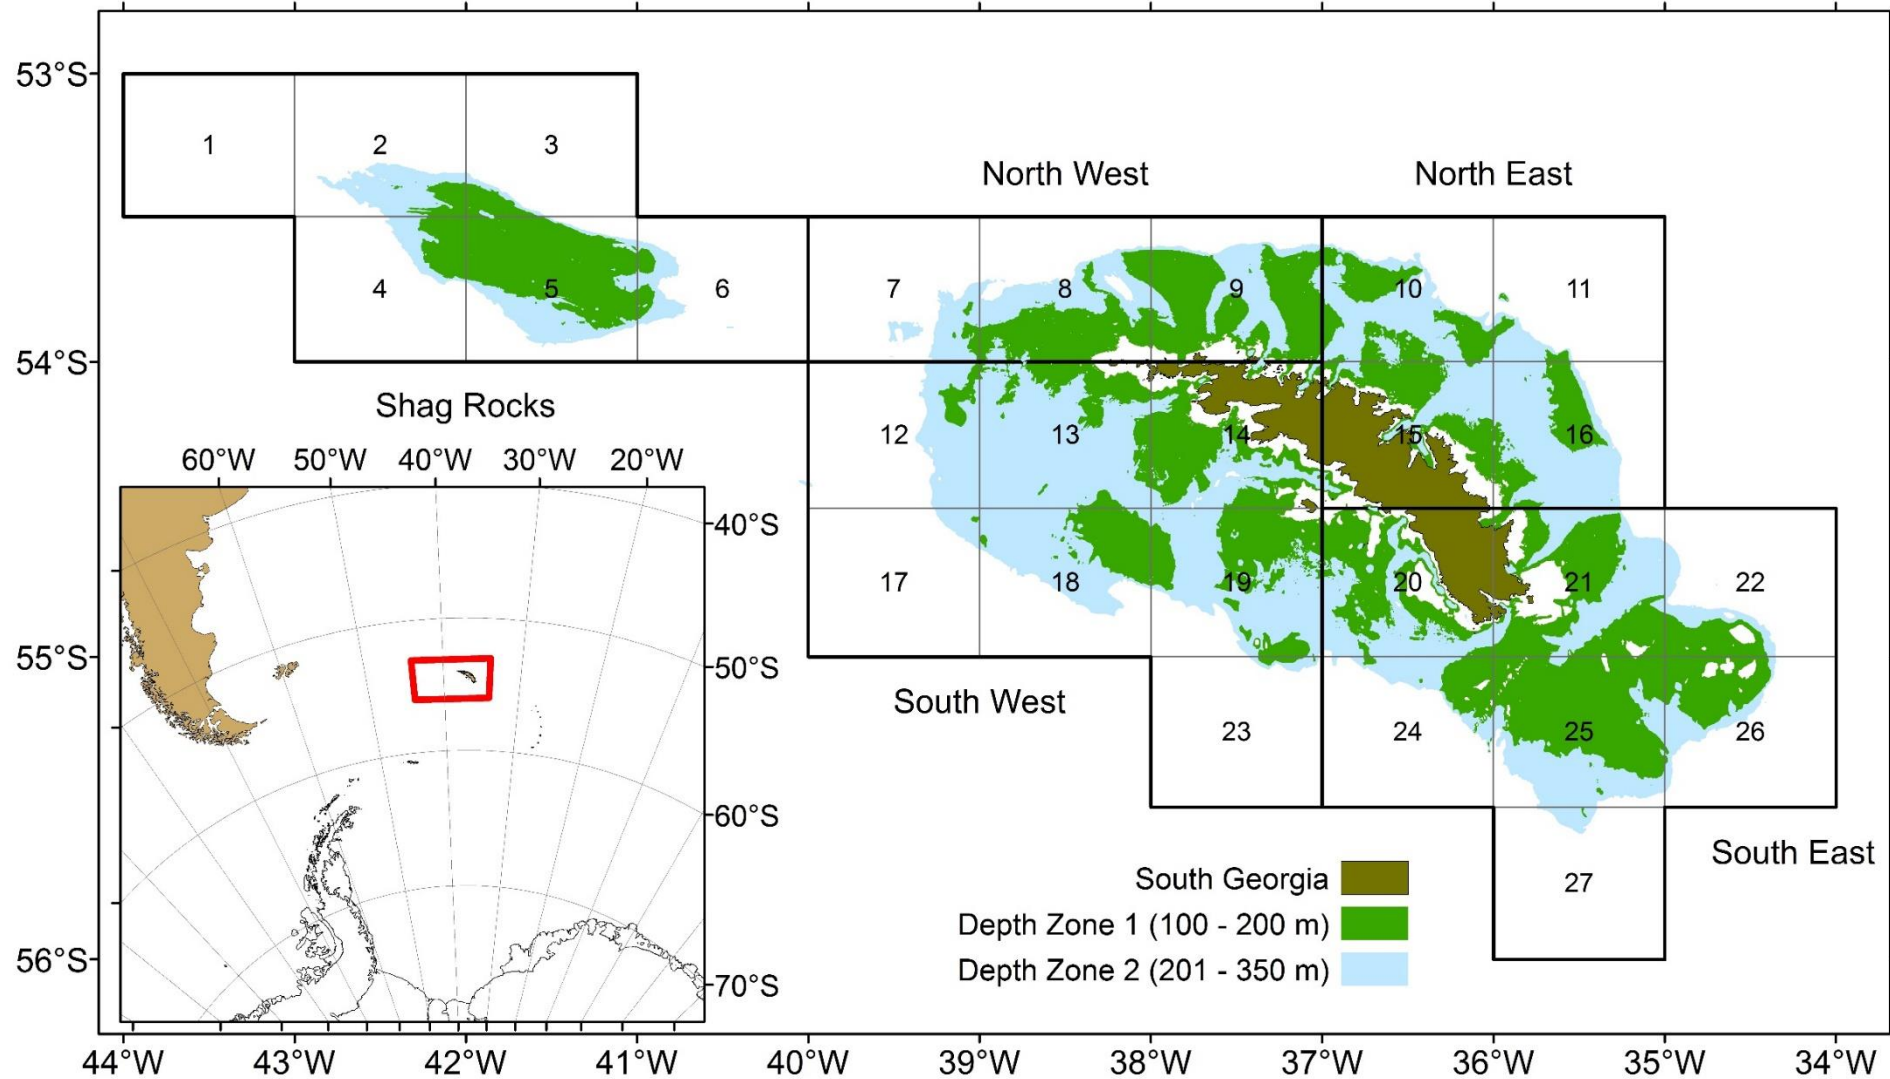 53°S
1
2
3
North West
North East
4
5
6
7
8
9
10
11
54°S
Shag Rocks
12
13
14
15
16
60°W
50°W
40°W
30°W
20°W
40°S
17
18
19
20
21
22
55°S
50°S
South West
23
24
25
26
60°S
South East
South Georgia
27
Depth Zone 1 (100 - 200 m)
56°S
Depth Zone 2 (201 - 350 m)
70°S
44°W
43°W
42°W
41°W
40°W
39°W
38°W
37°W
36°W
35°W
34°W